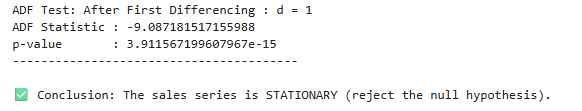 ADF Test: After First Differencing : d = 1
ADF Statistic : -9.087181517155988
p-value       : 3.911567199607967e-15
----------------------------------------
✅ Conclusion: The sales series is STATIONARY (reject the null hypothesis).